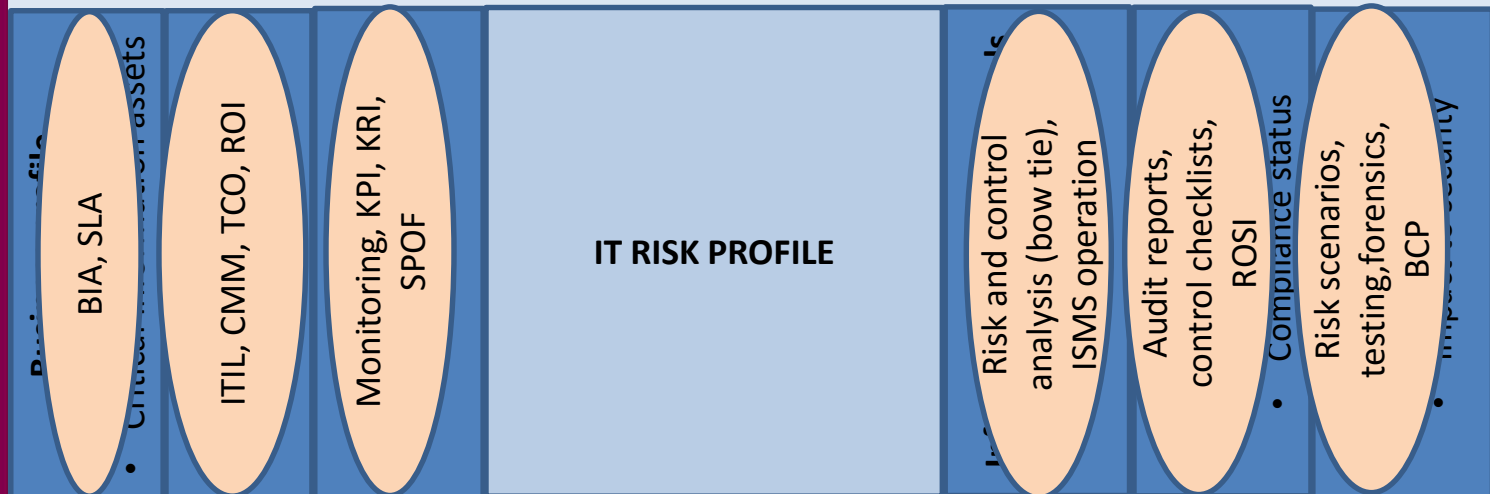 BIA, SLA
assets
•
ITIL, CMM, TCO, ROI
Monitoring, KPI, KRI,
SPOF
IT RISK PROFILE
Risk and control
analysis (bow tie),
ISMS operation
Audit reports,
control checklists,
ROSI
• Compliance status
Risk scenarios,
testing,forensics,
BCP
•